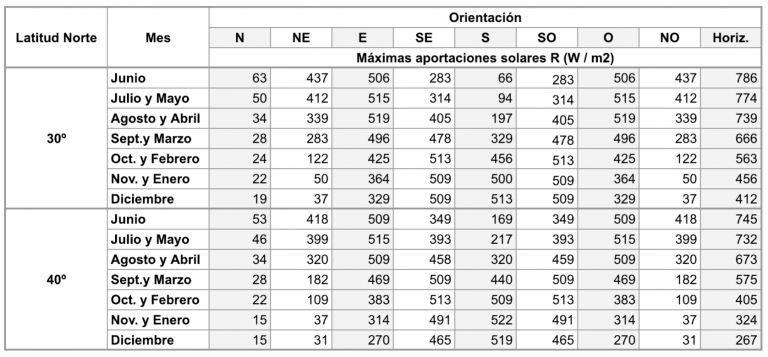 Latitud Norte Mes Orientación
N NE E SE S SO O NO Horiz.
Máximas aportaciones solares R (W / m2)
30º
Junio 63 437 506 283 66 283 506 437 786
Julio y Mayo 50 412 515 314 94 314 515 412 774
Agosto y Abril 34 339 519 405 197 405 519 339 739
Sept.y Marzo 28 283 496 478 329 478 496 283 666
Oct. y Febrero 24 122 425 513 456 513 425 122 563
Nov. y Enero 22 50 364 509 500 509 364 50 456
Diciembre 19 37 329 509 513 509 329 37 412
40º
Junio 53 418 509 349 169 349 509 418 745
Julio y Mayo 46 399 515 393 217 393 515 399 732
Agosto y Abril 34 320 509 458 320 459 509 320 673
Sept.y Marzo 28 182 469 509 440 509 469 182 575
Oct. y Febrero 22 109 383 513 509 513 383 109 405
Nov. y Enero 15 37 314 491 522 491 314 37 324
Diciembre 15 31 270 465 519 465 270 31 267